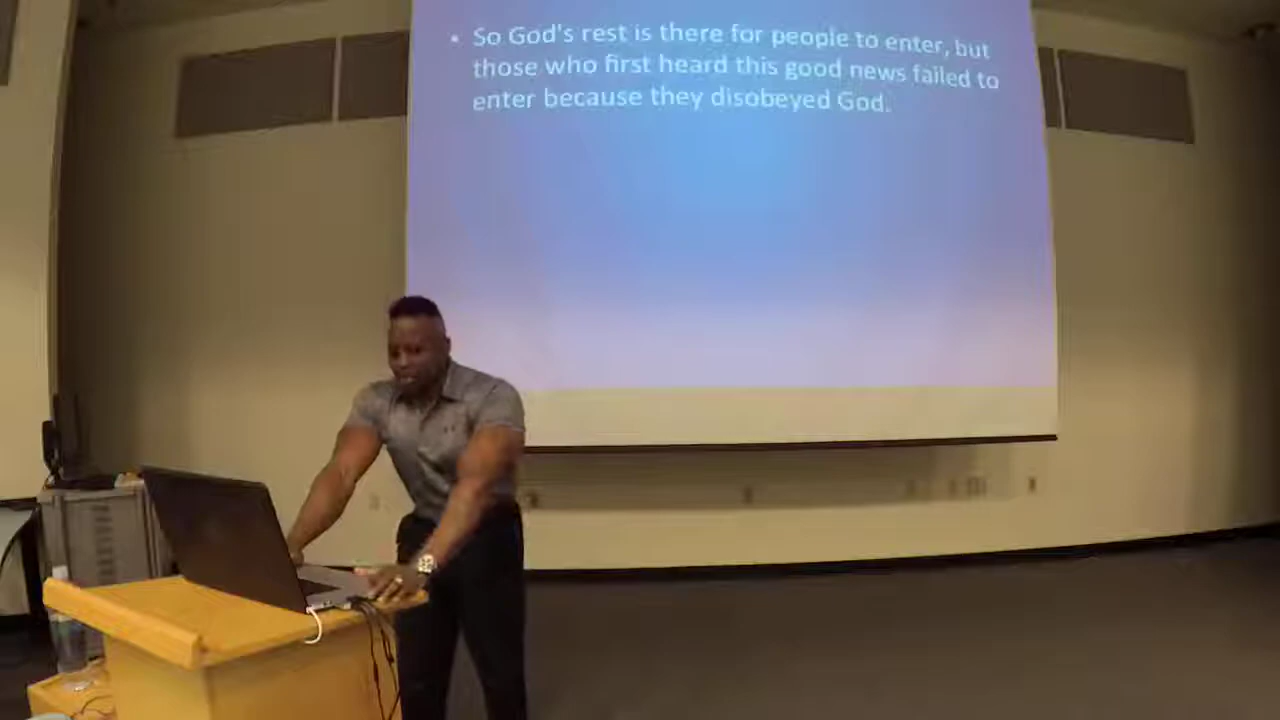 • So God's rest is there for people to enter, but
those who first heard this good news failed to
enter because they disobeyed God.